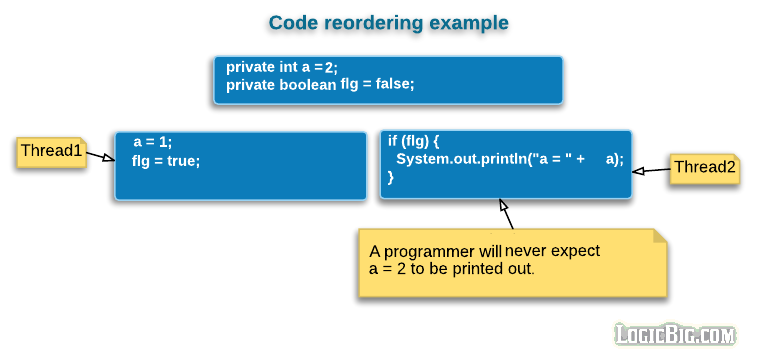 Code reordering example
private int a = 2;
private boolean flg = false;
Thread1
a = 1;
flg = true;
if (flg) {
System.out.println("a = " + a);
}
Thread2
A programmer will never expect
a = 2 to be printed out.
LogicBig.com